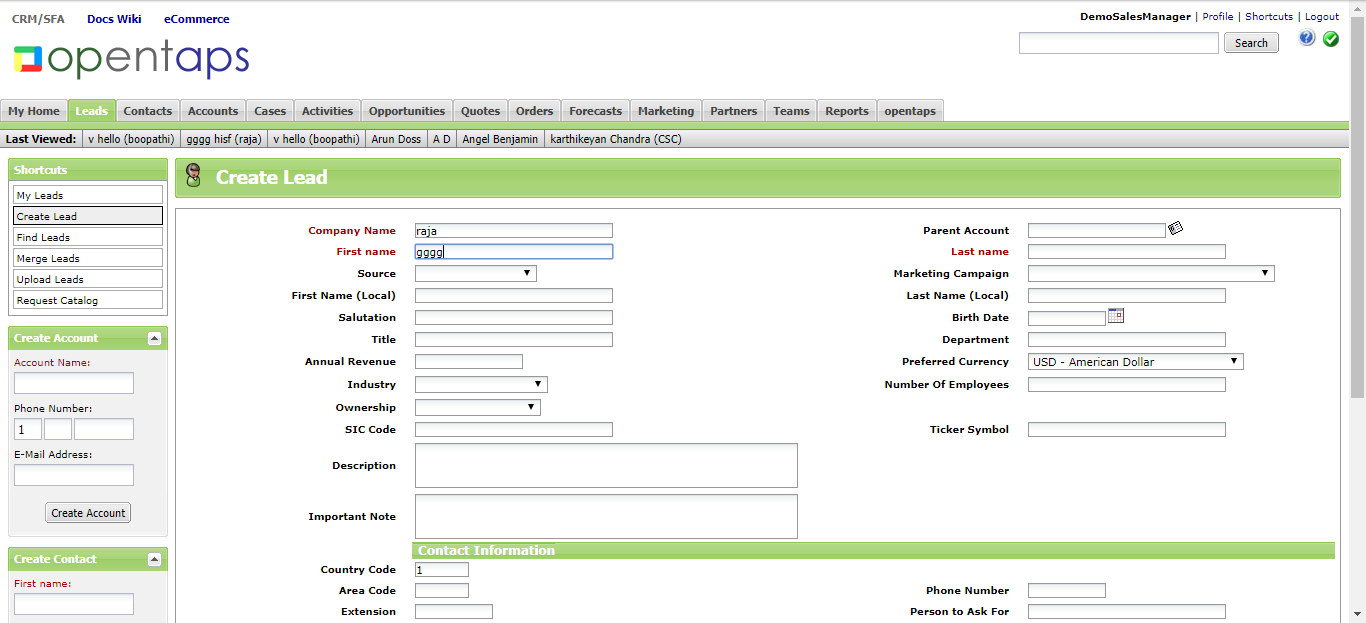 CRM/SFA Docs Wiki eCommerce
DemoSalesManager | Profile | Shortcuts | Logout
opentaps
Search
My Home Leads Contacts Accounts Cases Activities Opportunities Quotes Orders Forecasts Marketing Partners Teams Reports opentaps
Last Viewed: v hello (boopathi) gggg hisf (raja) v hello (boopathi) Arun Doss A D Angel Benjamin karthikeyan Chandra (CSC)
Shortcuts
My Leads
Create Lead
Find Leads
Merge Leads
Upload Leads
Request Catalog
Create Account
Account Name:
Phone Number:
1
E-Mail Address:
Create Account
Create Contact
First name:
Create Lead
Company Name raja Parent Account
First name gggg Last name
Source Marketing Campaign
First Name (Local) Last Name (Local)
Salutation Birth Date
Title Department
Annual Revenue Preferred Currency USD - American Dollar
Industry Number Of Employees
Ownership
SIC Code Ticker Symbol
Description
Important Note
Contact Information
Country Code 1
Area Code Phone Number
Extension Person to Ask For